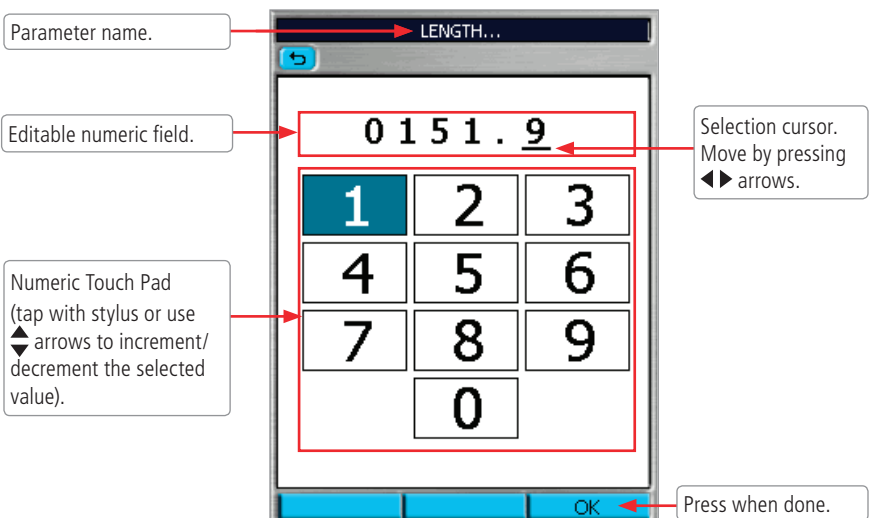 Parameter name.
LENGTH...
Editable numeric field.
0151.9
Selection cursor.
Move by pressing
◀▶ arrows.
1 2 3
4 5 6
7 8 9
0
Numeric Touch Pad
(tap with stylus or use
▲▼ arrows to increment/
decrement the selected
value).
OK
Press when done.